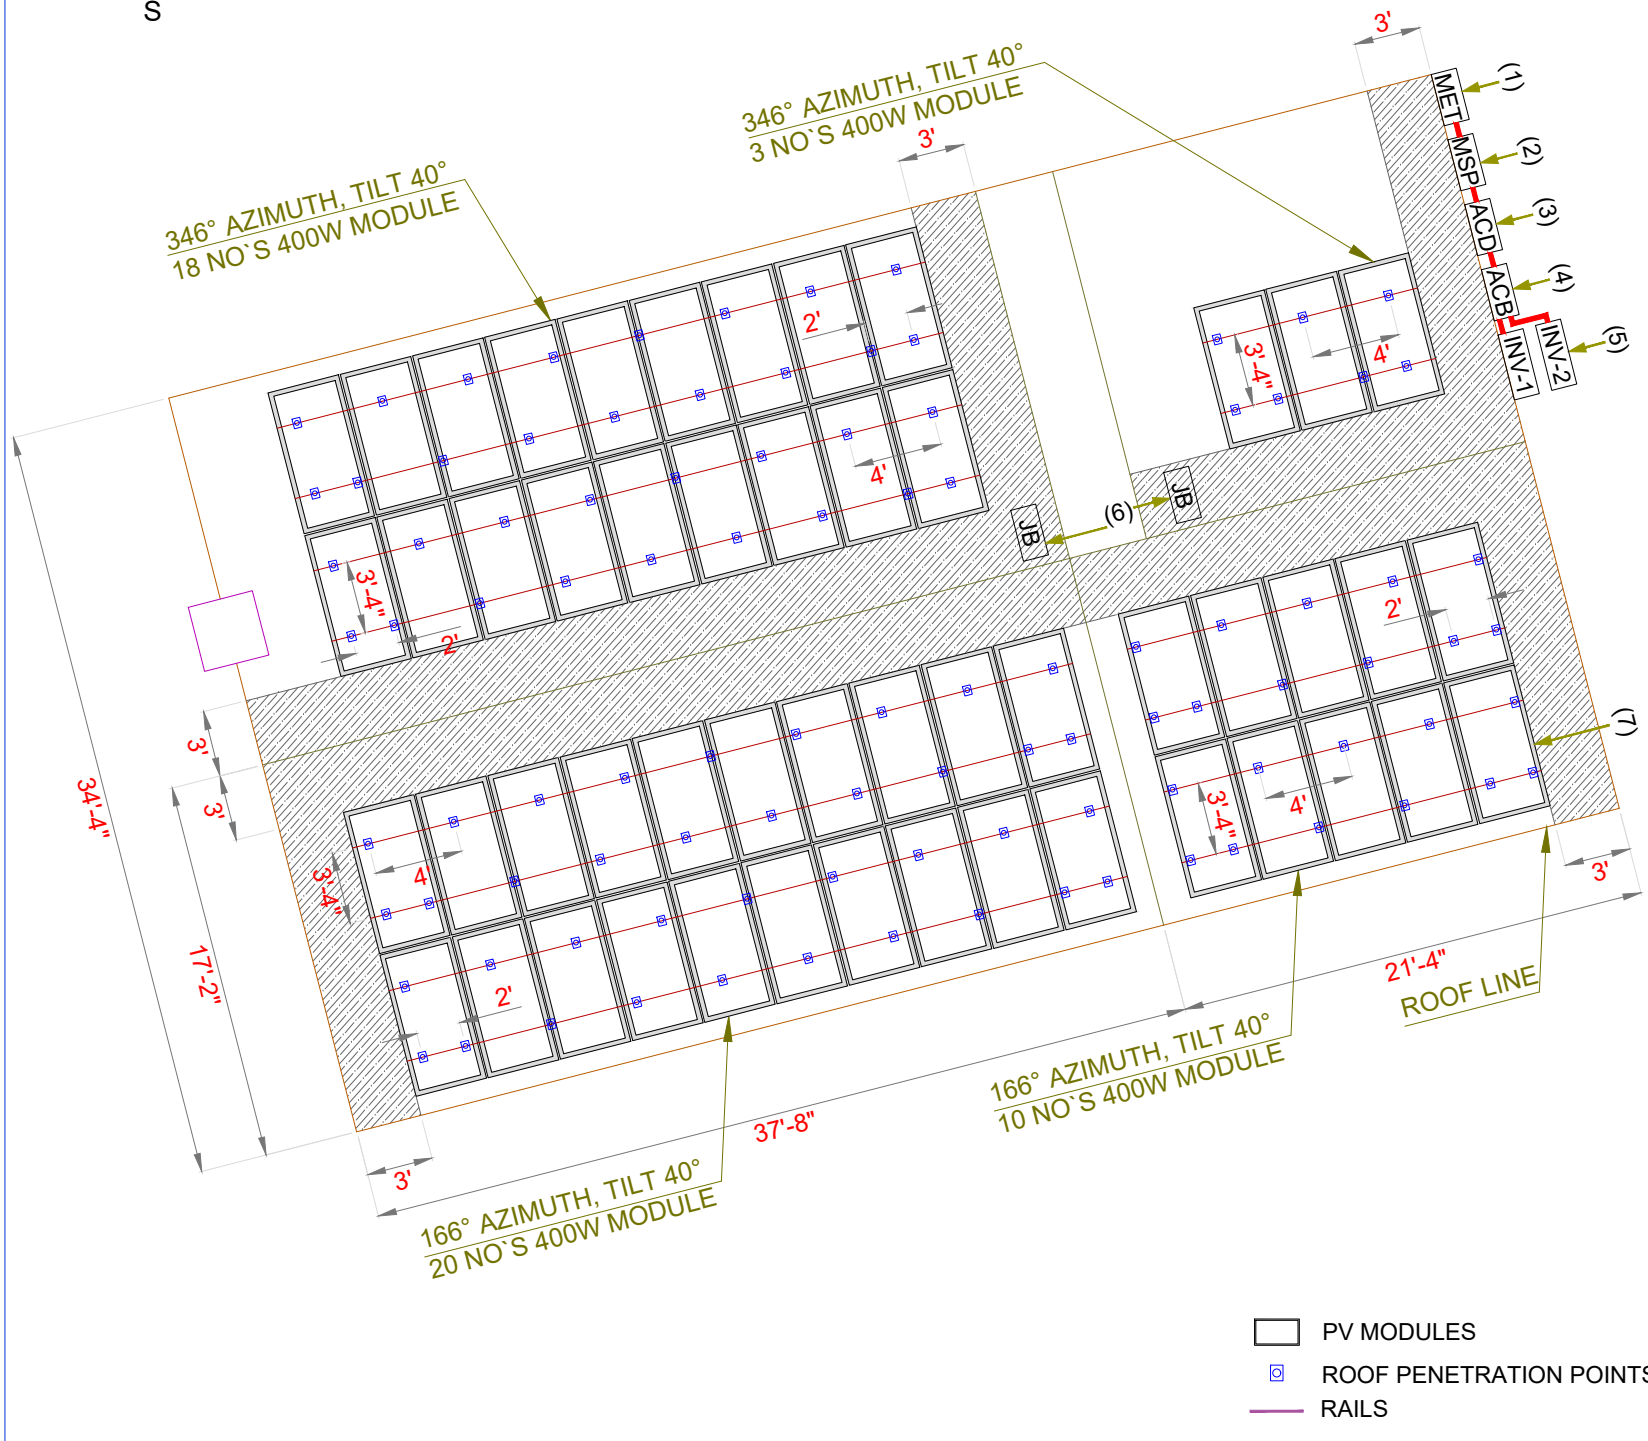 S
346° AZIMUTH, TILT 40°
3 NO`S 400W MODULE
3'
3'
346° AZIMUTH, TILT 40°
18 NO`S 400W MODULE
MET
(1)
MSP
(2)
ACD
(3)
ACB
(4)
INV-1
INV-2
(5)
2'
4'
3'-4"
4'
3'-4"
2'
JB
(6)
JB
34'-4"
3'
3'
17'-2"
2'
4'
3'-4"
(7)
4'
3'-4"
2'
3'
21'-4"
ROOF LINE
166° AZIMUTH, TILT 40°
10 NO`S 400W MODULE
37'-8"
3'
166° AZIMUTH, TILT 40°
20 NO`S 400W MODULE
PV MODULES
ROOF PENETRATION POINTS
RAILS